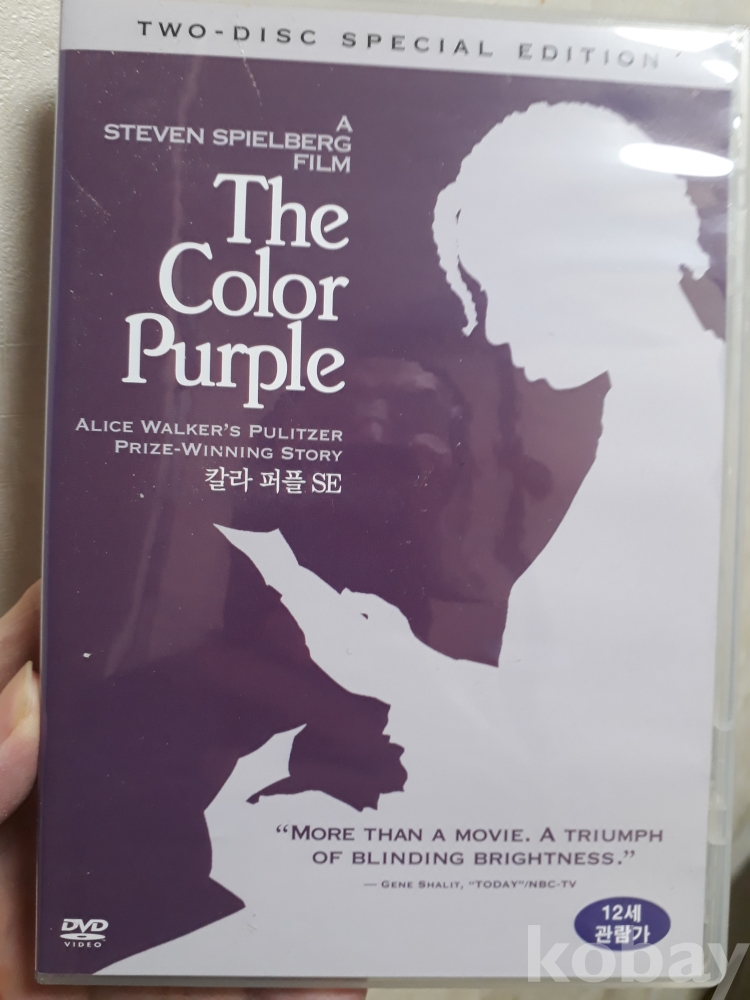 TWO-DISC SPECIAL EDITION
A
STEVEN SPIELBERG
FILM
The
Color
Purple
ALICE WALKER'S PULITZER
PRIZE-WINNING STORY
칼라 퍼플 SE
"MORE THAN A MOVIE. A TRIUMPH
OF BLINDING BRIGHTNESS."
— GENE SHALIT, "TODAY"/NBC-TV
DVD
VIDEO
12세
관람가
kobay